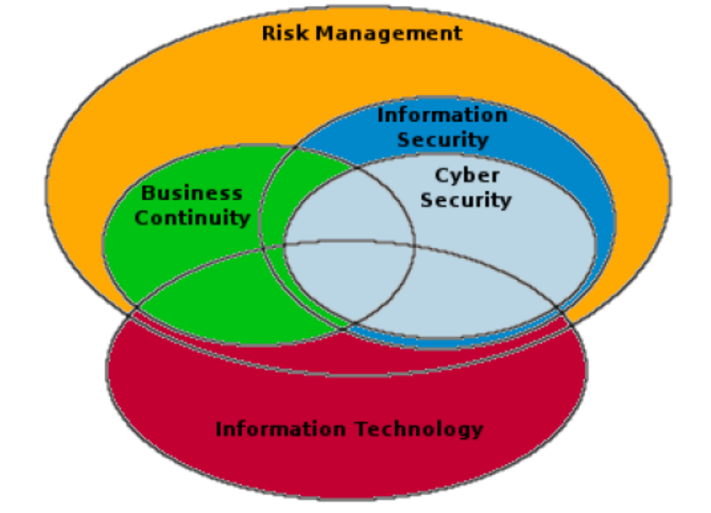 Risk Management
Information
Security
Cyber
Security
Business
Continuity
Information Technology